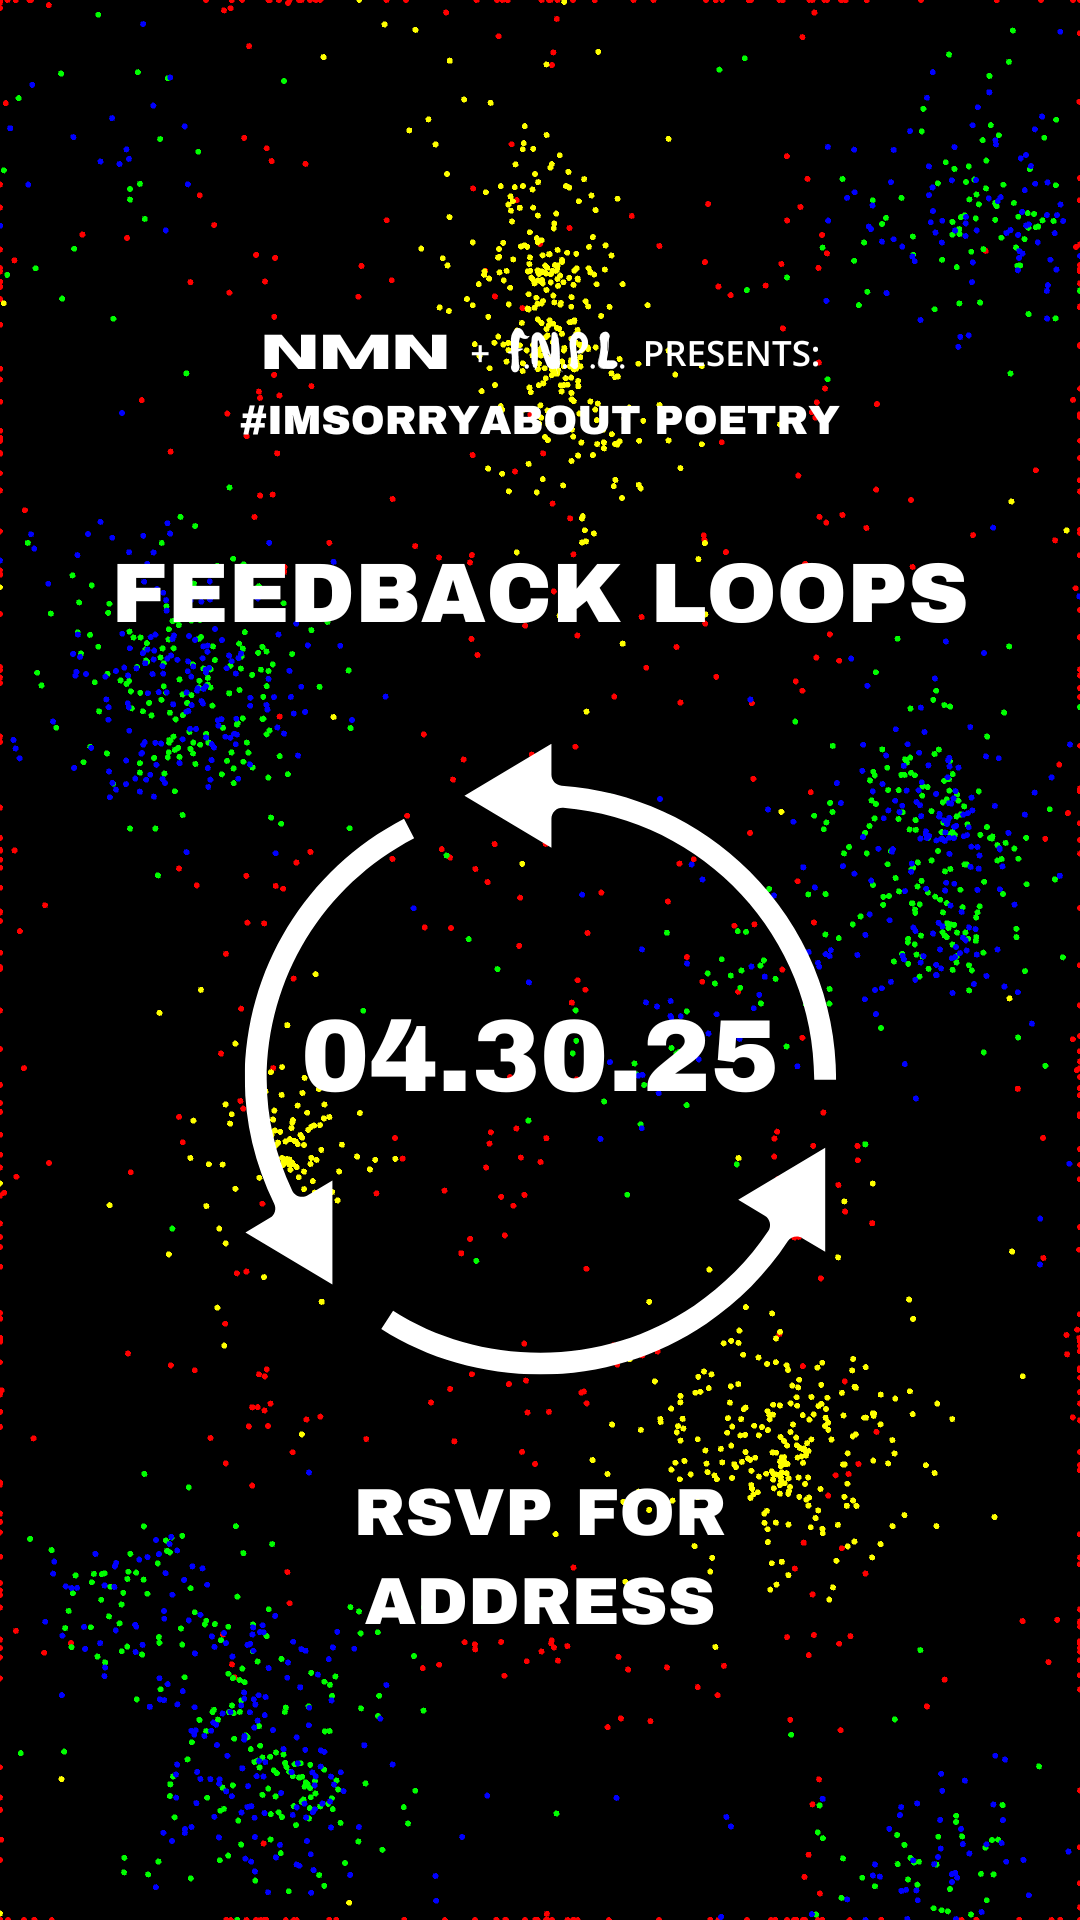 NMN + f.N.P.L. PRESENTS:
#IMSORRYABOUT POETRY
FEEDBACK LOOPS
04.30.25
RSVP FOR
ADDRESS